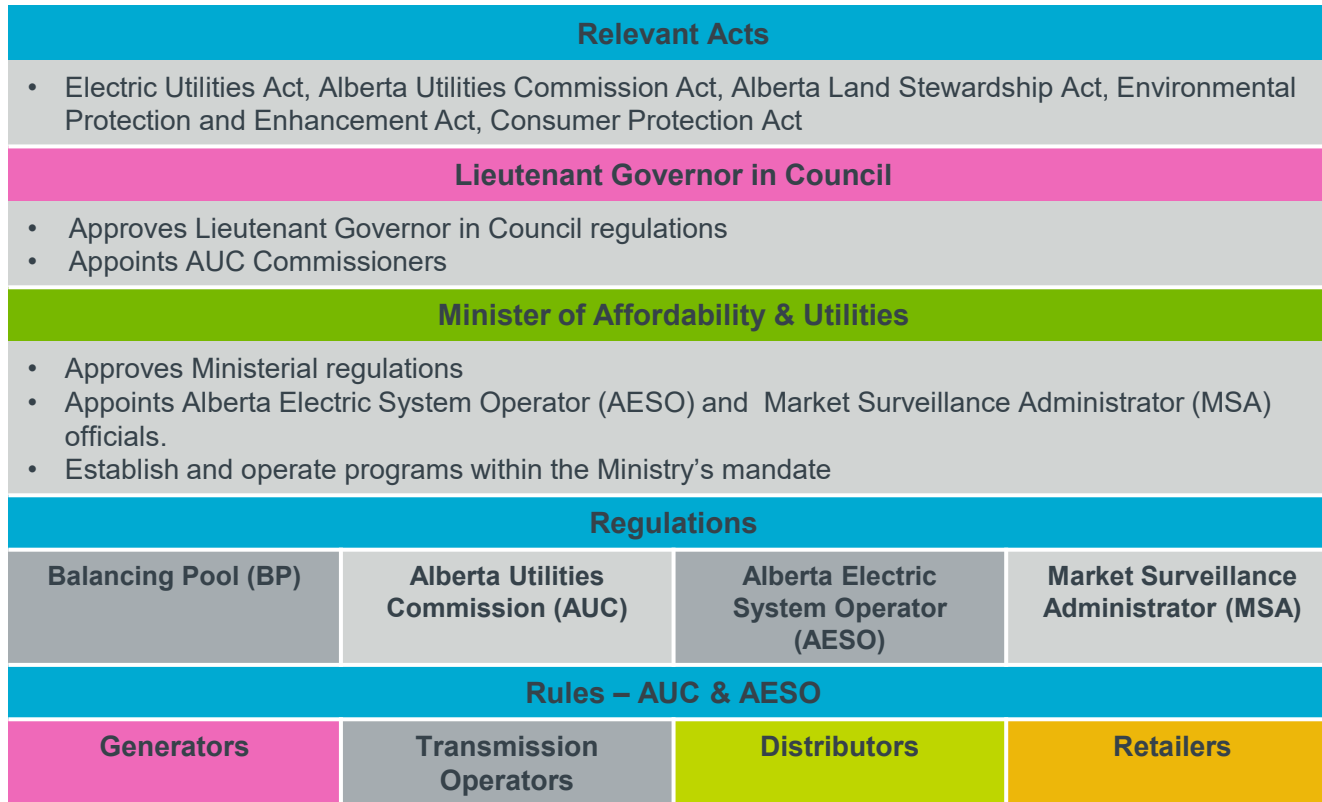 Relevant Acts
• Electric Utilities Act, Alberta Utilities Commission Act, Alberta Land Stewardship Act, Environmental
Protection and Enhancement Act, Consumer Protection Act
Lieutenant Governor in Council
• Approves Lieutenant Governor in Council regulations
• Appoints AUC Commissioners
Minister of Affordability & Utilities
• Approves Ministerial regulations
• Appoints Alberta Electric System Operator (AESO) and Market Surveillance Administrator (MSA)
officials.
• Establish and operate programs within the Ministry’s mandate
Regulations
Balancing Pool (BP)
Alberta Utilities
Commission (AUC)
Alberta Electric
System Operator
(AESO)
Market Surveillance
Administrator (MSA)
Rules – AUC & AESO
Generators
Transmission
Operators
Distributors
Retailers